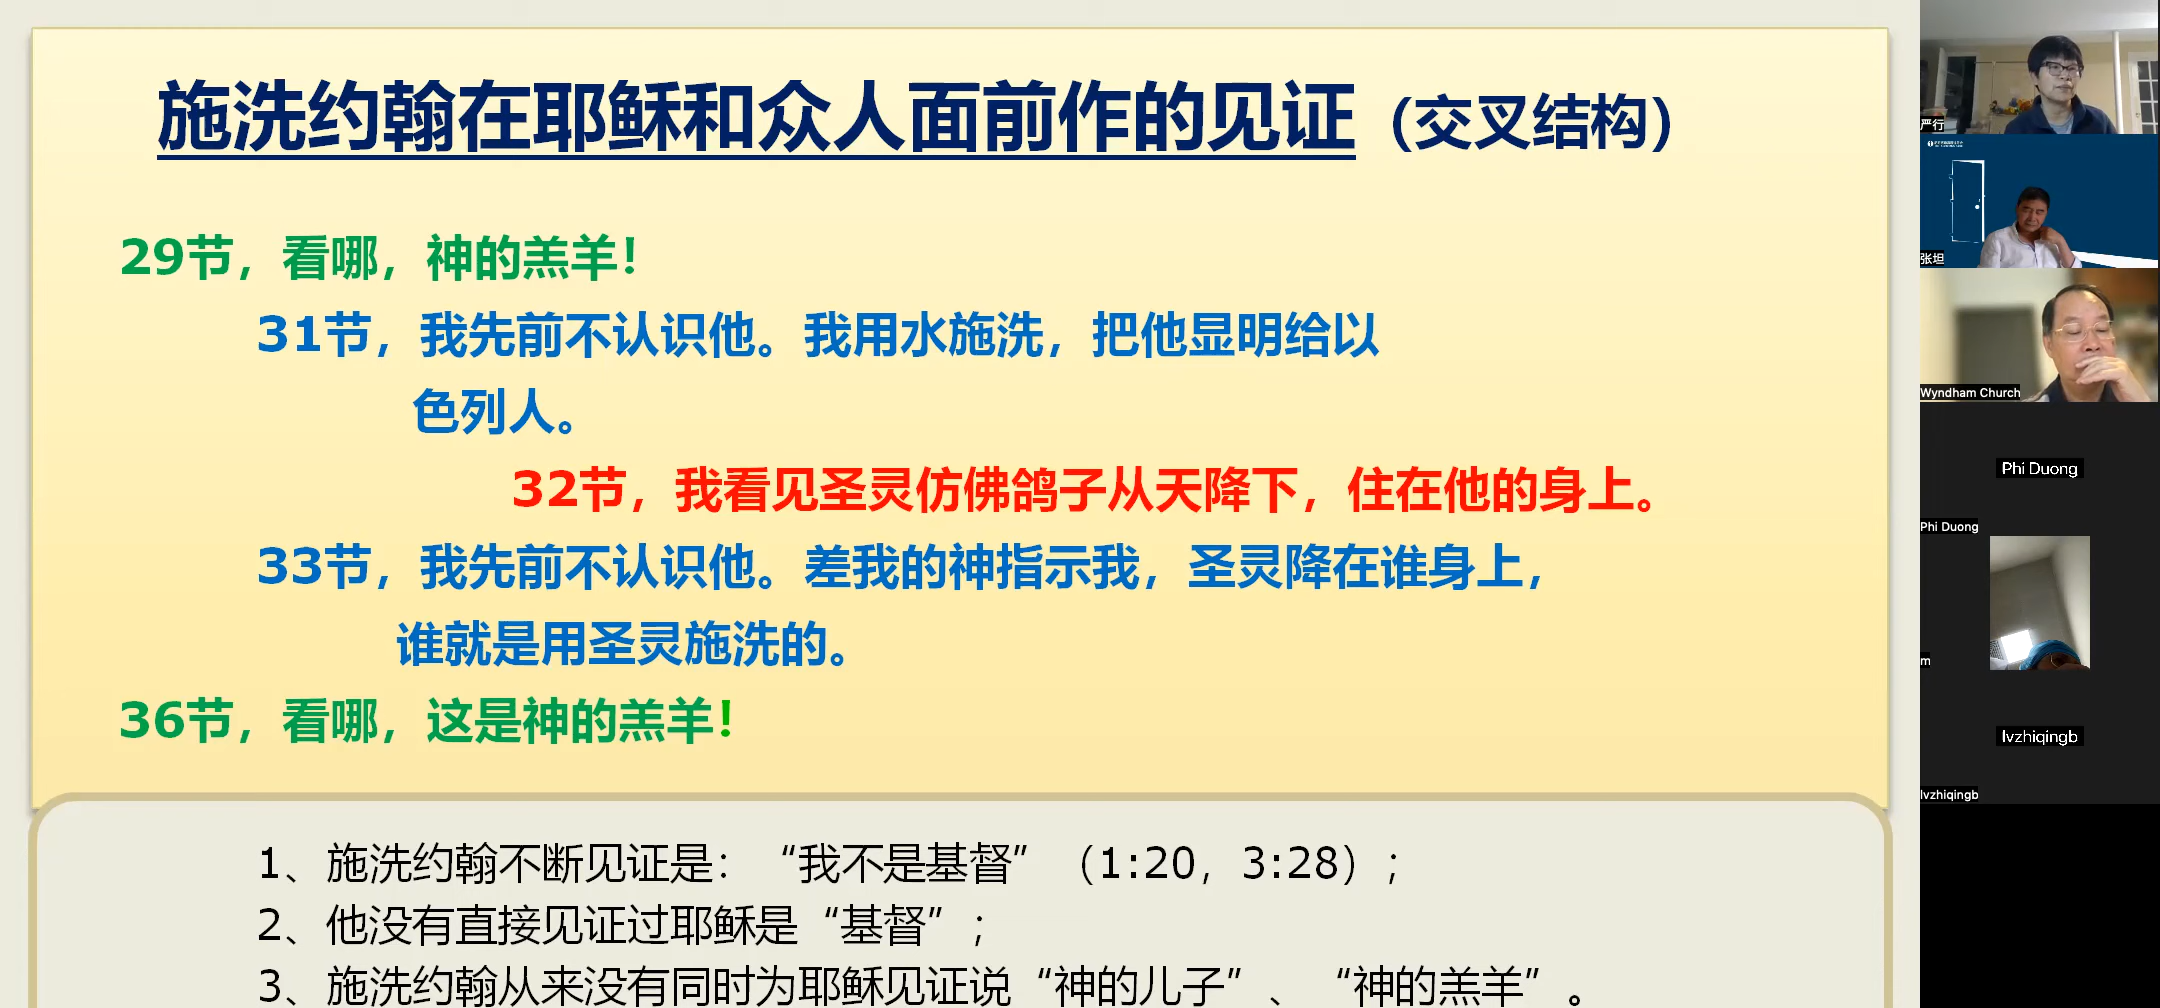 施洗约翰在耶稣和众人面前作的见证（交叉结构）
29节，看哪，神的羔羊！
31节，我先前不认识他。我用水施洗，把他显明给以
色列人。
32节，我看见圣灵仿佛鸽子从天降下，住在他的身上。
33节，我先前不认识他。差我的神指示我，圣灵降在谁身上，
谁就是用圣灵施洗的。
36节，看哪，这是神的羔羊！
1、施洗约翰不断见证是：“我不是基督”（1:20，3:28）；
2、他没有直接见证过耶稣是“基督”；
3、施洗约翰从来没有同时为耶稣见证说“神的儿子”、“神的羔羊”。
严行
张坦
Wyndham Church
Phi Duong
Phi Duong
m
lvzhiqingb
lvzhiqingb